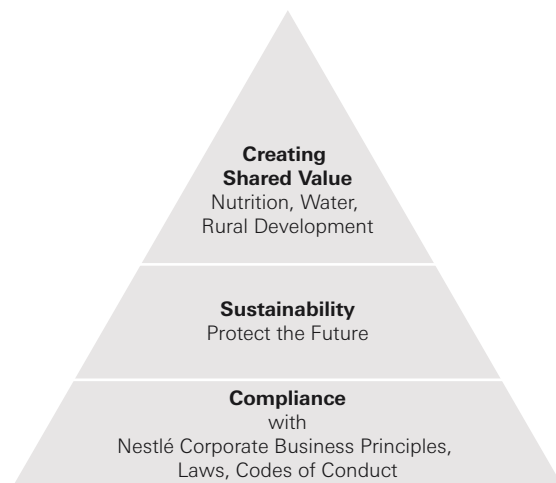 Creating
Shared Value
Nutrition, Water,
Rural Development
Sustainability
Protect the Future
Compliance
with
Nestlé Corporate Business Principles,
Laws, Codes of Conduct